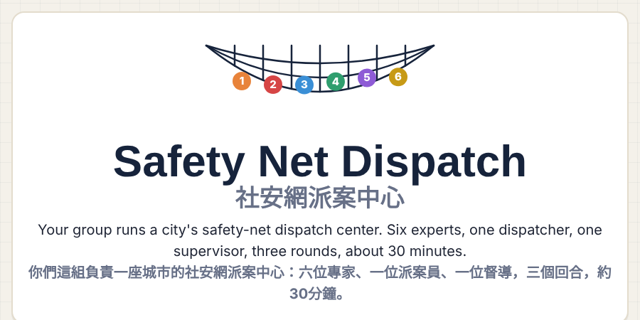 1 2 3 4 5 6
Safety Net Dispatch
社安網派案中心
Your group runs a city's safety-net dispatch center. Six experts, one dispatcher, one
supervisor, three rounds, about 30 minutes.
你們這組負責一座城市的社安網派案中心：六位專家、一位派案員、一位督導，三個回合，約
30分鐘。